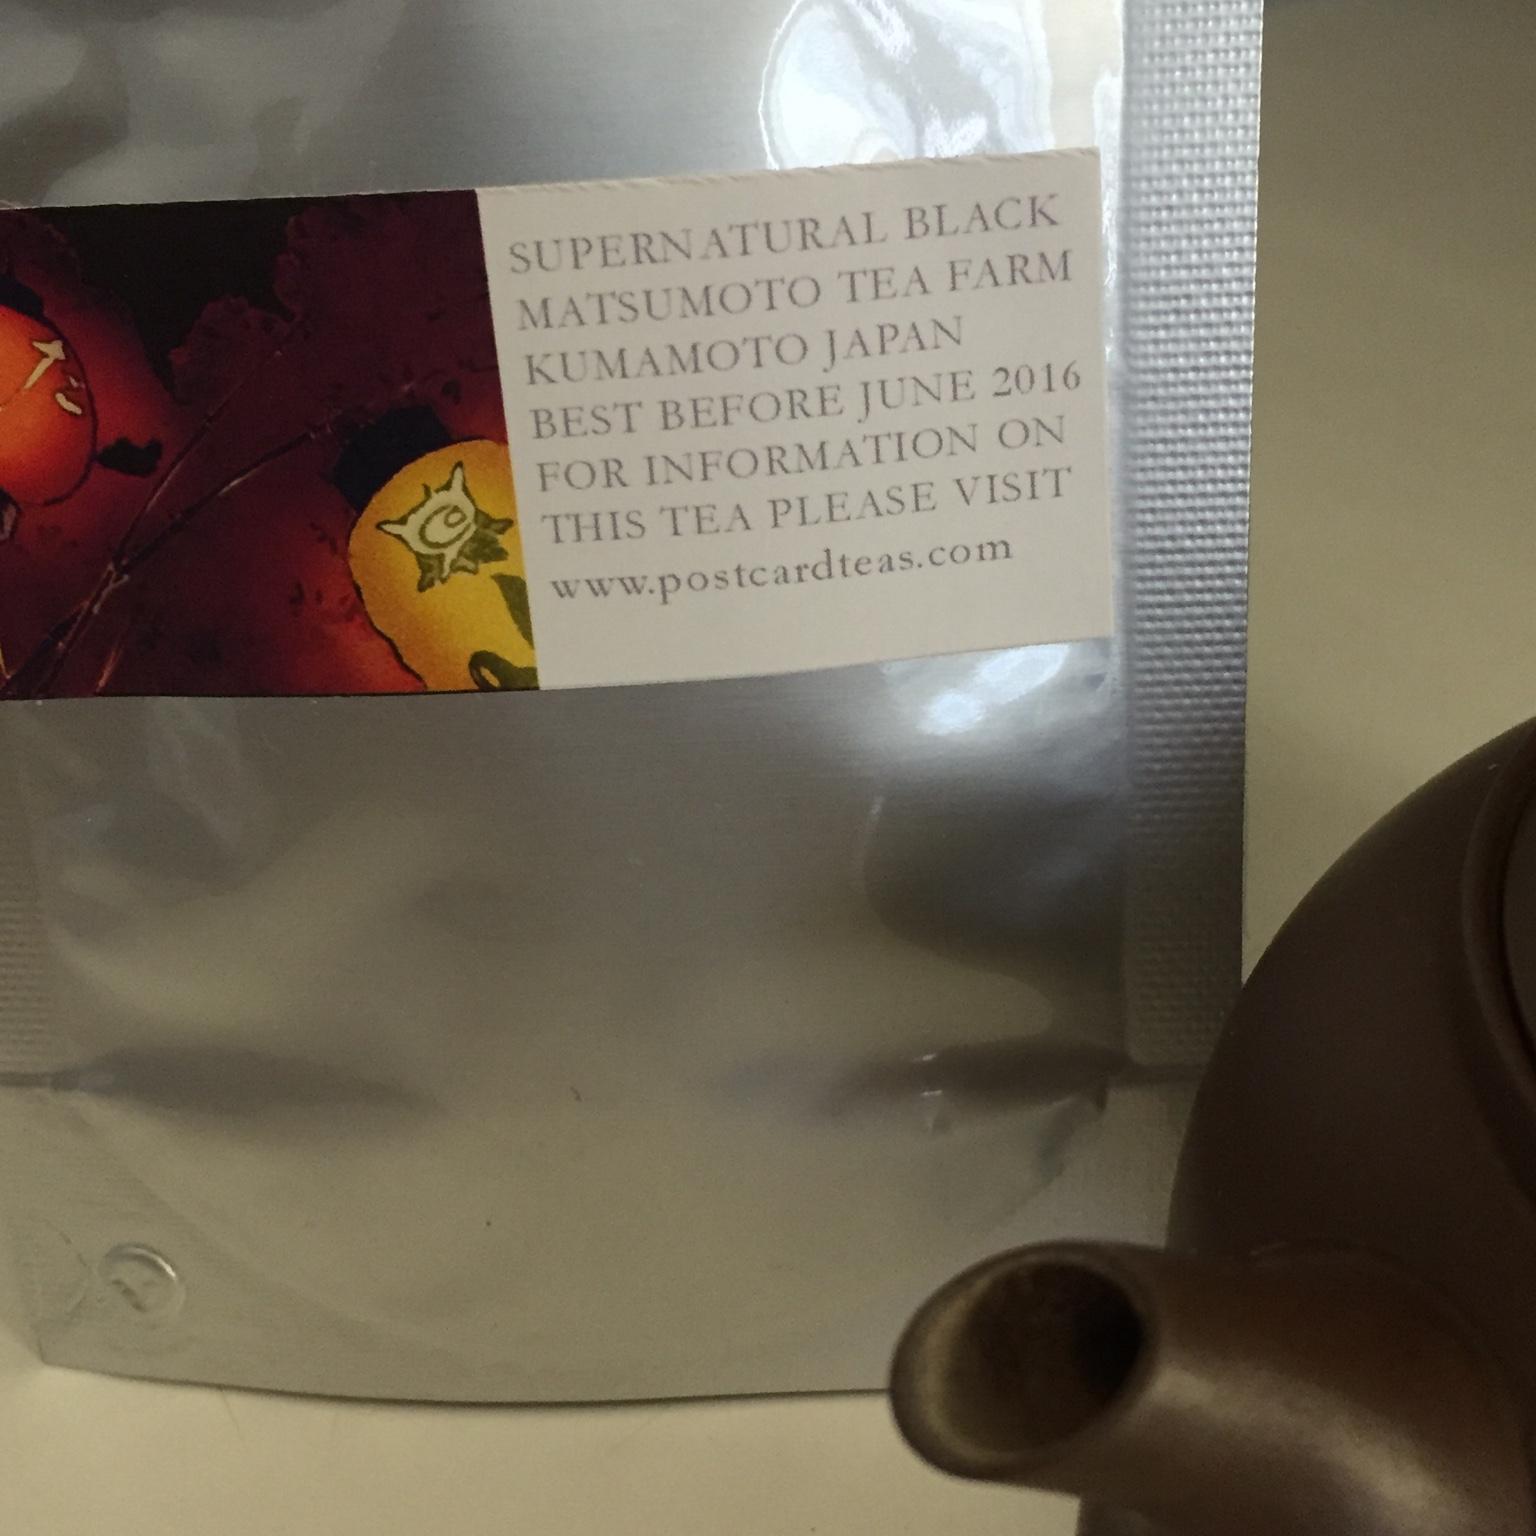 SUPERNATURAL BLACK
MATSUMOTO TEA FARM
KUMAMOTO JAPAN
BEST BEFORE JUNE 2016
FOR INFORMATION ON
THIS TEA PLEASE VISIT
www.postcardteas.com